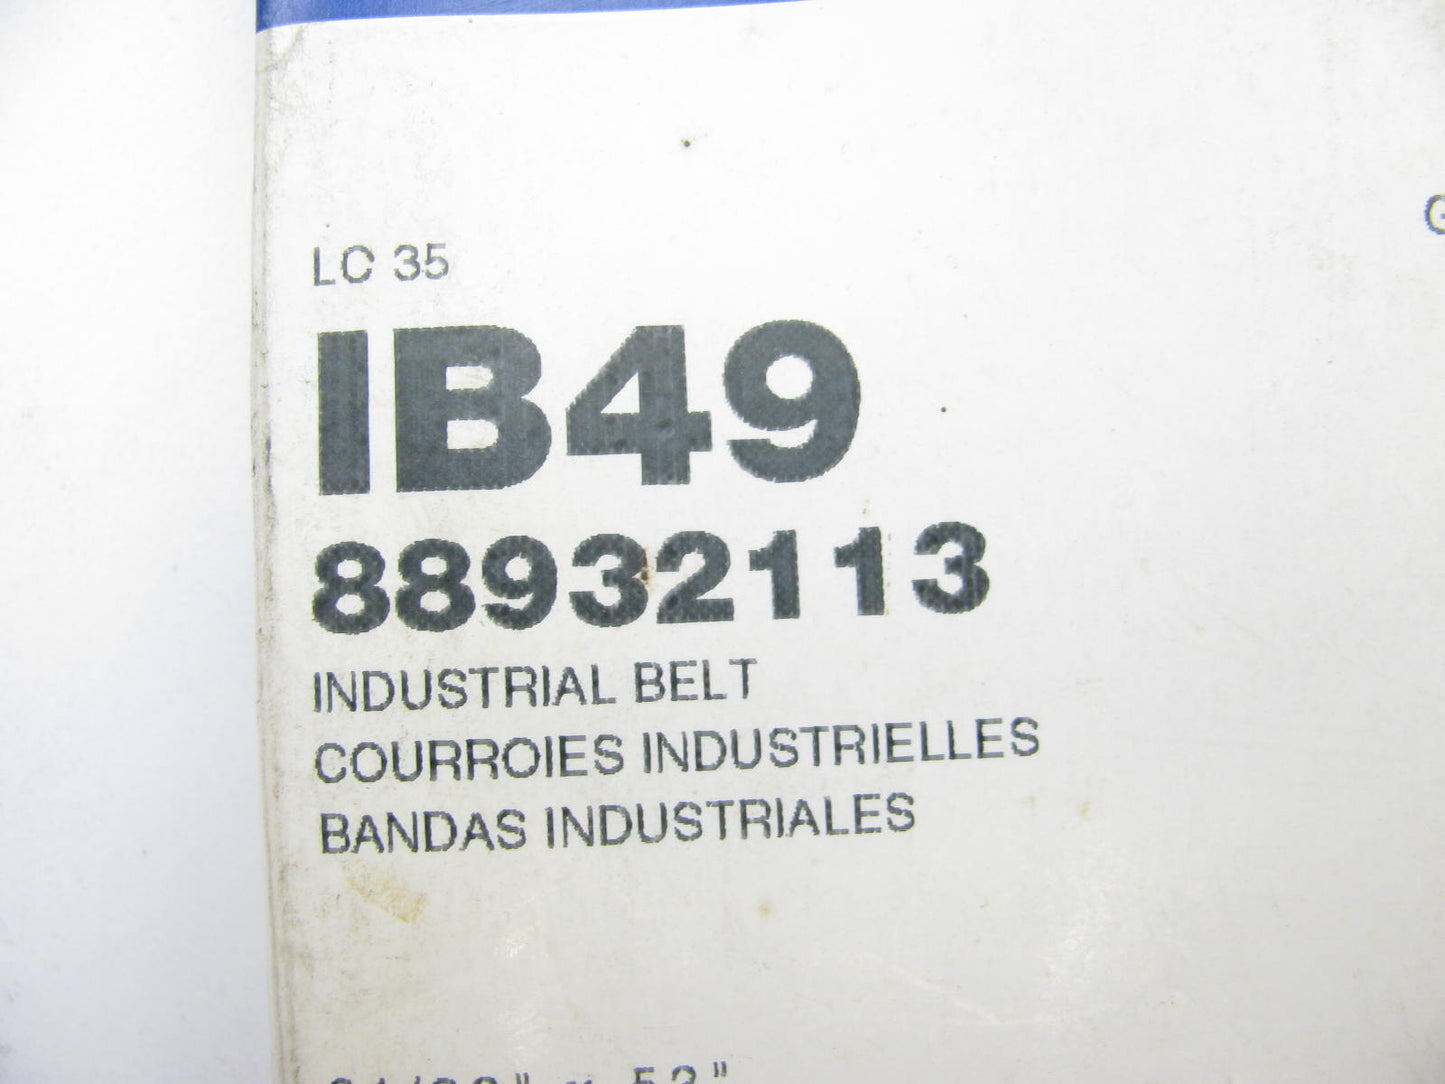 LC 35
IB49
88932113
INDUSTRIAL BELT
COURROIES INDUSTRIELLES
BANDAS INDUSTRIALES